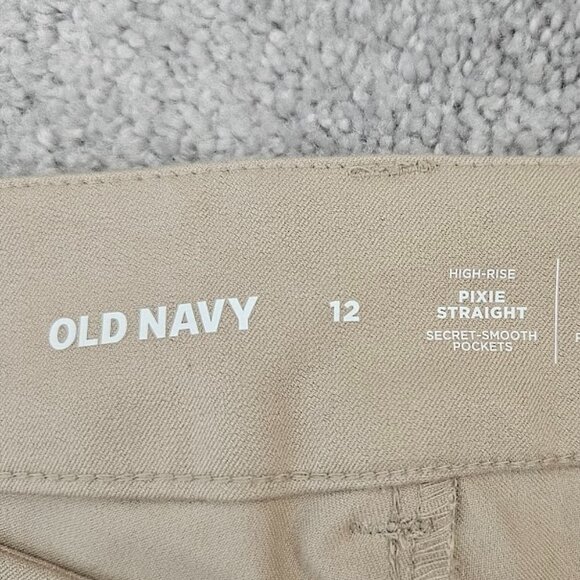 OLD NAVY
12
HIGH-RISE
PIXIE
STRAIGHT
SECRET-SMOOTH
POCKETS